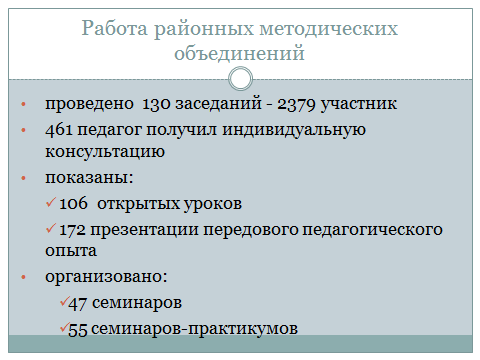 Работа районных методических
объединений
проведено 130 заседаний - 2379 участник
461 педагог получил индивидуальную
консультацию
показаны:
106 открытых уроков
172 презентации передового педагогического
опыта
организовано:
47 семинаров
55 семинаров-практикумов